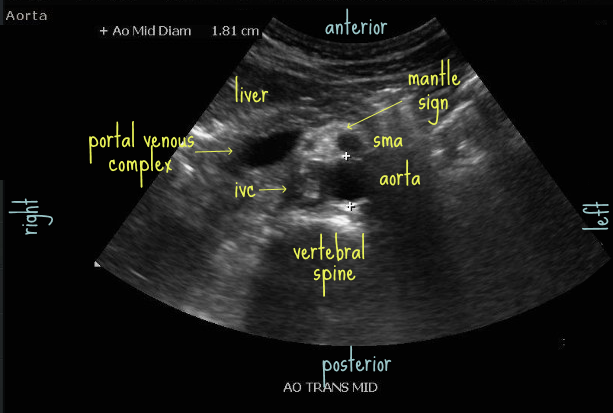 Aorta
+ Ao Mid Diam 1.81 cm
anterior
liver
mantle
sign
portal venous
complex
sma
ivc
aorta
right
left
vertebral
spine
posterior
AO TRANS MID